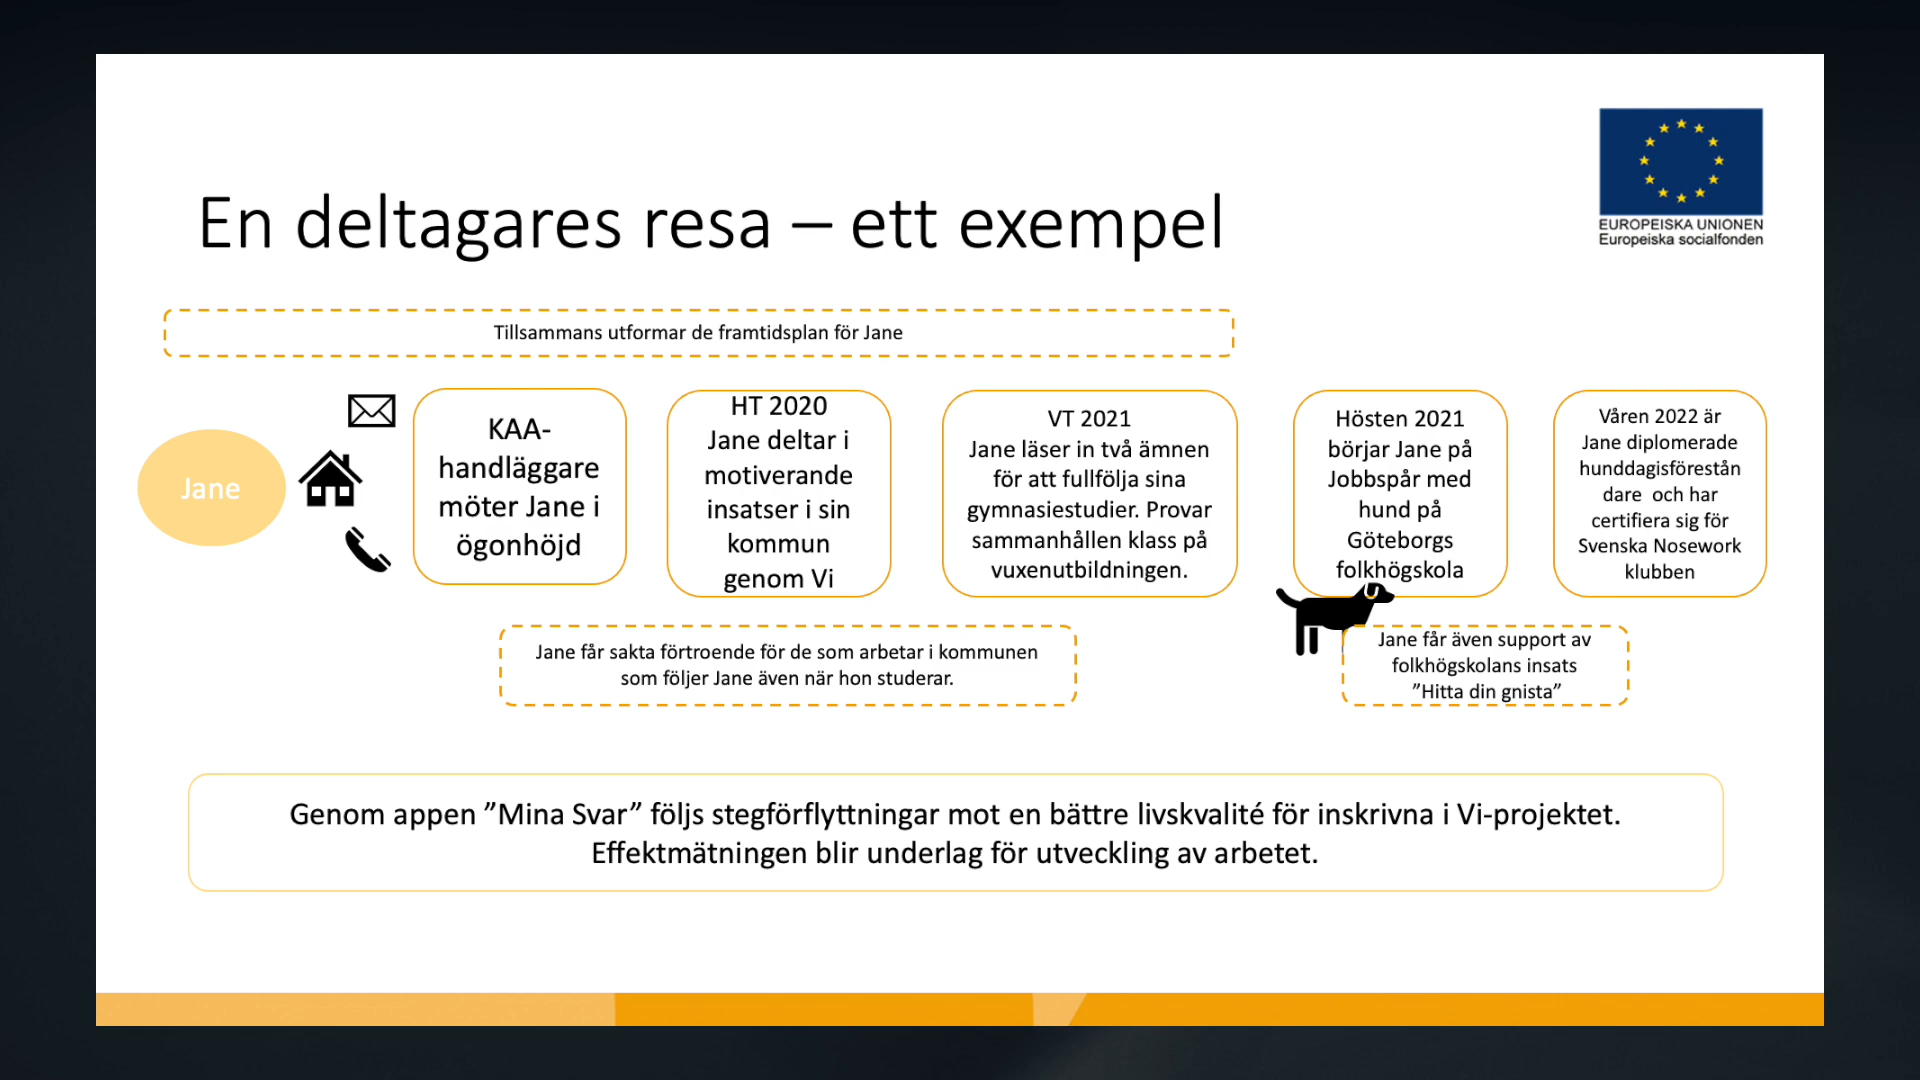 EUROPEISKA UNIONEN
Europeiska socialfonden
En deltagares resa – ett exempel
Tillsammans utformar de framtidsplan för Jane
Jane
KAA-
handläggare
möter Jane i
ögonhöjd
HT 2020
Jane deltar i
motiverande
insatser i sin
kommun
genom Vi
VT 2021
Jane läser in två ämnen
för att fullfölja sina
gymnasiestudier. Provar
sammanhållen klass på
vuxenutbildningen.
Hösten 2021
börjar Jane på
Jobbspår med
hund på
Göteborgs
folkhögskola
Våren 2022 är
Jane diplomerade
hunddagisförestån
dare  och har
certifiera sig för
Svenska Nosework
klubben
Jane får sakta förtroende för de som arbetar i kommunen
som följer Jane även när hon studerar.
Jane får även support av
folkhögskolans insats
”Hitta din gnista”
Genom appen ”Mina Svar” följs stegförflyttningar mot en bättre livskvalité för inskrivna i Vi-projektet.
Effektmätningen blir underlag för utveckling av arbetet.